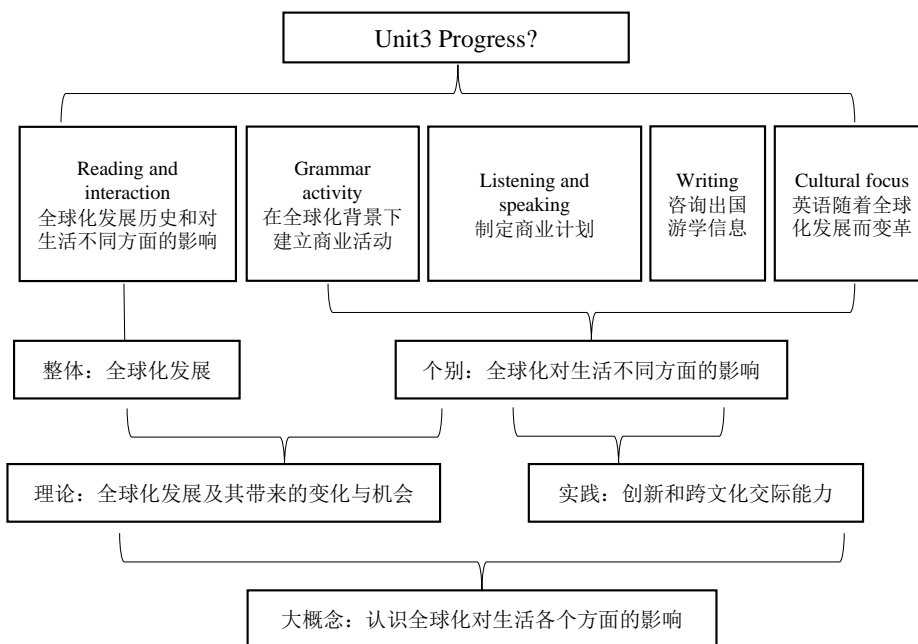 Unit3 Progress?
Reading and
interaction
全球化发展历史和对
生活不同方面的影响
Grammar
activity
在全球化背景下
建立商业活动
Listening and
speaking
制定商业计划
Writing
咨询出国
游学信息
Cultural focus
英语随着全球
化发展而变革
整体：全球化发展
个别：全球化对生活不同方面的影响
理论：全球化发展及其带来的变化与机会
实践：创新和跨文化交际能力
大概念：认识全球化对生活各个方面的影响